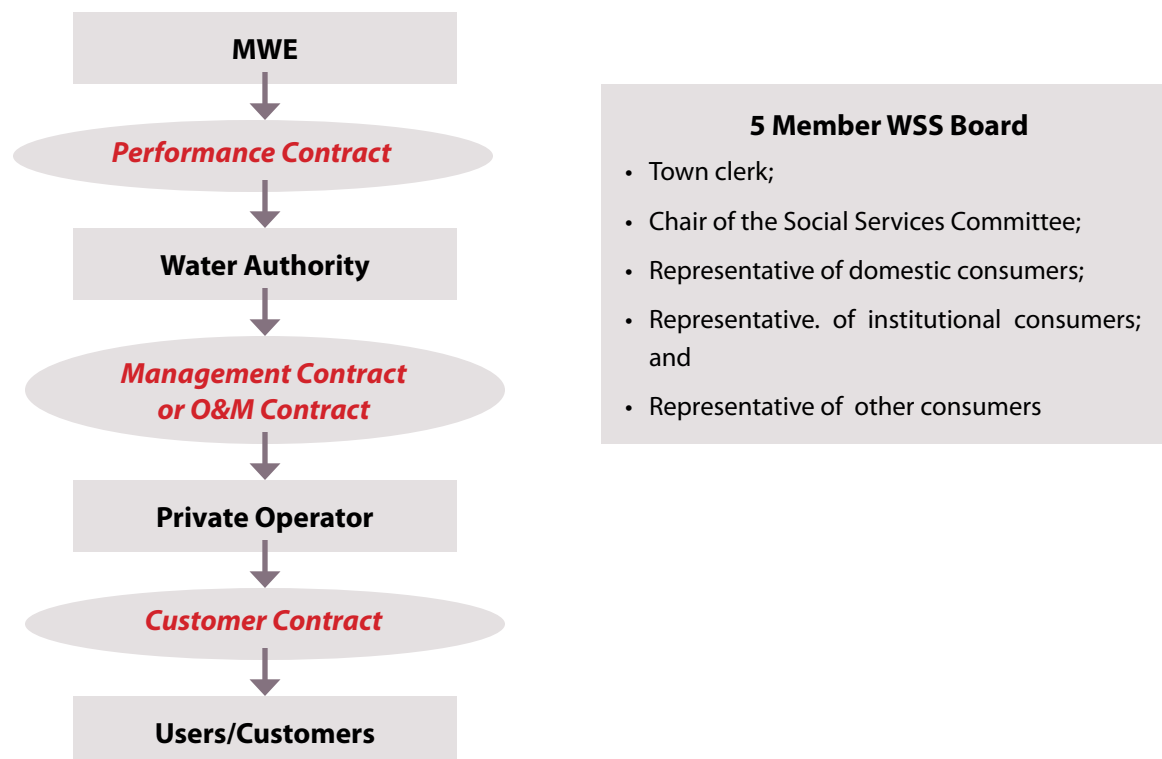 MWE
Performance Contract
Water Authority
Management Contract
or O&M Contract
Private Operator
Customer Contract
Users/Customers
5 Member WSS Board
• Town clerk;
• Chair of the Social Services Committee;
• Representative of domestic consumers;
• Representative. of institutional consumers;
and
• Representative of other consumers